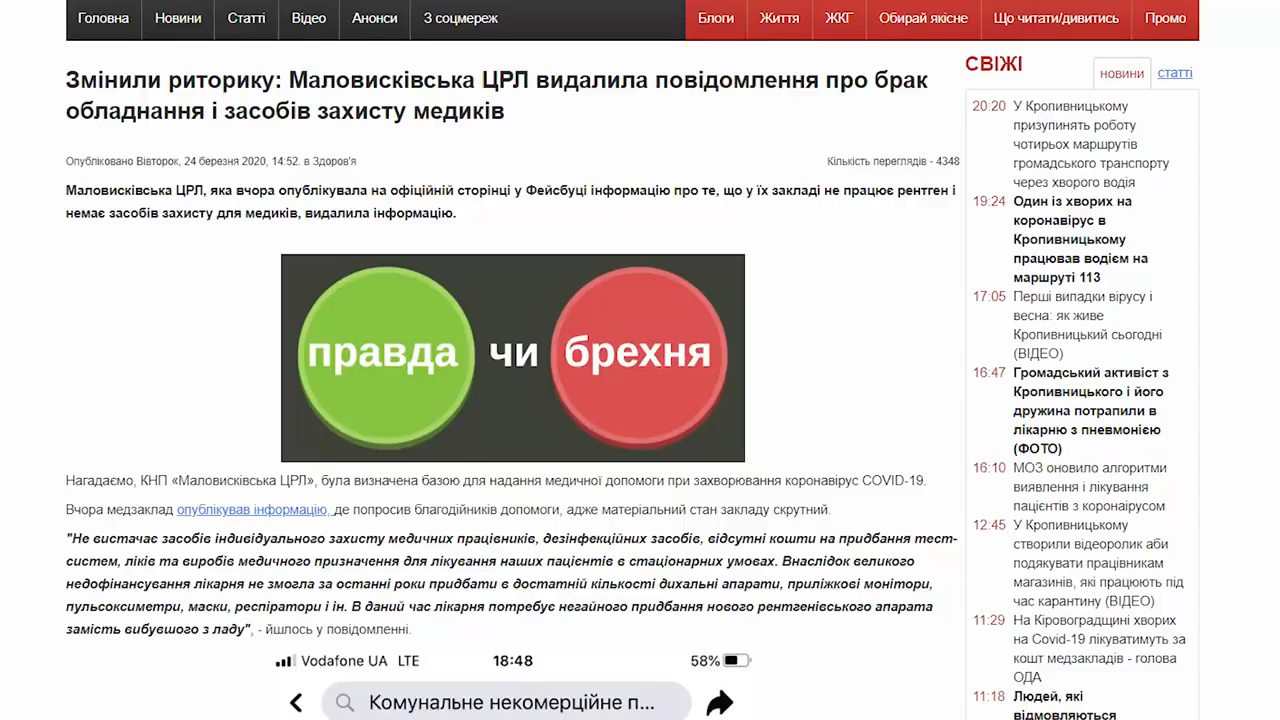 Головна Новини Статті Відео Анонси З соцмереж Блоги Життя ЖКГ Обирай якісне Що читати/дивитись Промо
Змінили риторику: Маловисківська ЦРЛ видалила повідомлення про брак
обладнання і засобів захисту медиків
Опубліковано Вівторок, 24 березня 2020, 14:52. в Здоров'я
Кількість переглядів - 4348
Маловисківська ЦРЛ, яка вчора опублікувала на офіційній сторінці у Фейсбуці інформацію про те, що у їх закладі не працює рентген і
немає засобів захисту для медиків, видалила інформацію.
правда чи брехня
Нагадаємо, КНП «Маловисківська ЦРЛ», була визначена базою для надання медичної допомоги при захворювання коронавірус COVID-19.
Вчора медзаклад опублікував інформацію, де попросив благодійників допомоги, адже матеріальний стан закладу скрутний.
"Не вистачає засобів індивідуального захисту медичних працівників, дезінфекційних засобів, відсутні кошти на придбання тест-
систем, ліків та виробів медичного призначення для лікування наших пацієнтів в стаціонарних умовах. Внаслідок великого
недофінансування лікарня не змогла за останні роки придбати в достатній кількості дихальні апарати, приліжкові монітори,
пульсоксиметри, маски, респіратори і ін. В даний час лікарня потребує негайного придбання нового рентгенівського апарата
замість вибувшого з ладу", - йшлось у повідомленні.
Vodafone UA LTE 18:48 58%
Комунальне некомерційне п...
СВІЖІ
новини статті
20:20 У Кропивницькому
призупинять роботу
чотирьох маршрутів
громадського транспорту
через хворого водія
19:24 Один із хворих на
коронавірус в
Кропивницькому
працював водієм на
маршруті 113
17:05 Перші випадки вірусу і
весна: як живе
Кропивницький сьогодні
(ВІДЕО)
16:47 Громадський активіст з
Кропивницького і його
дружина потрапили в
лікарню з пневмонією
(ФОТО)
16:10 МОЗ оновило алгоритми
виявлення і лікування
пацієнтів з коронаірусом
12:45 У Кропивницькому
створили відеоролик аби
подякувати працівникам
магазинів, які працюють під
час карантину (ВІДЕО)
11:29 На Кіровоградщині хворих
на Covid-19 лікуватимуть за
кошт медзакладів - голова
ОДА
11:18 Людей, які
відмовляються